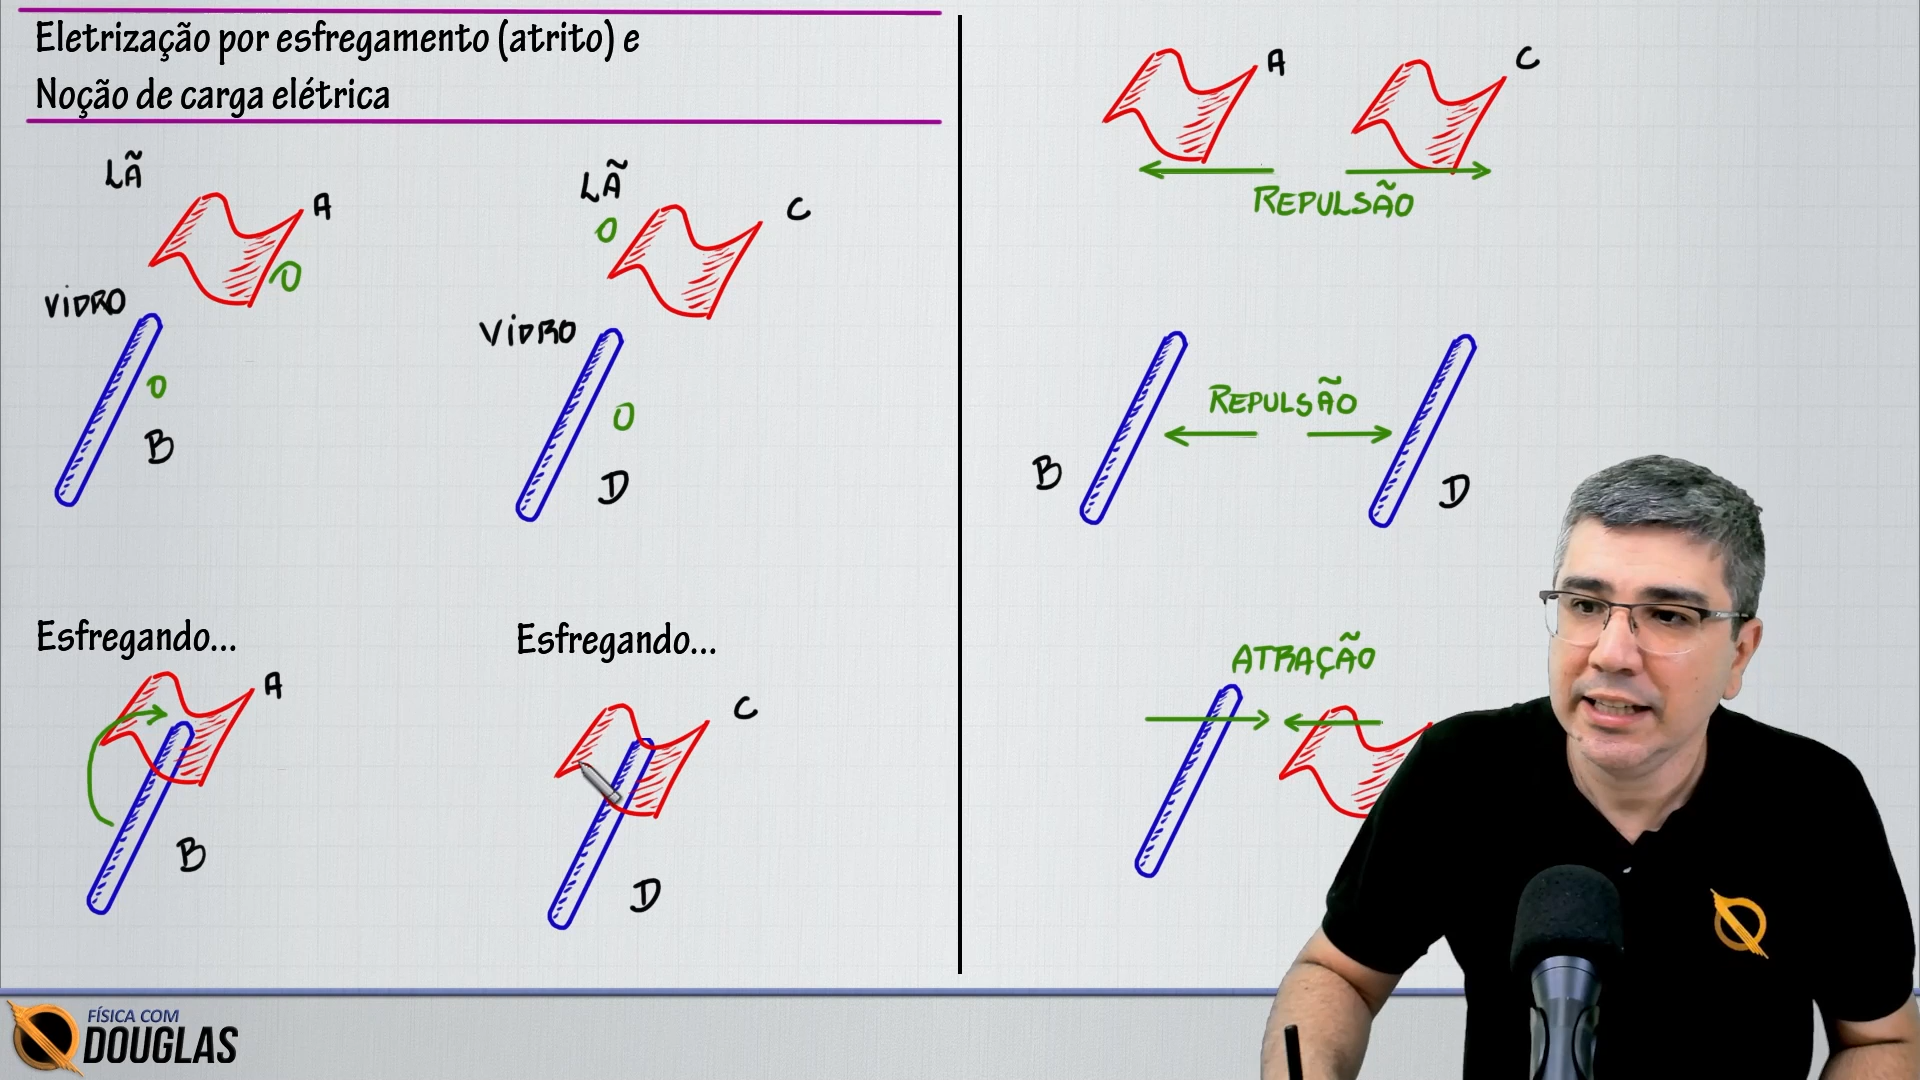 Eletrização por esfregamento (atrito) e
Noção de carga elétrica
LÃ
A
0
VIDRO
0
B
LÃ
C
0
VIDRO
0
D
Esfregando...
A
B
Esfregando...
C
D
A
C
REPULSÃO
REPULSÃO
B
D
ATRAÇÃO
FÍSICA COM
DOUGLAS